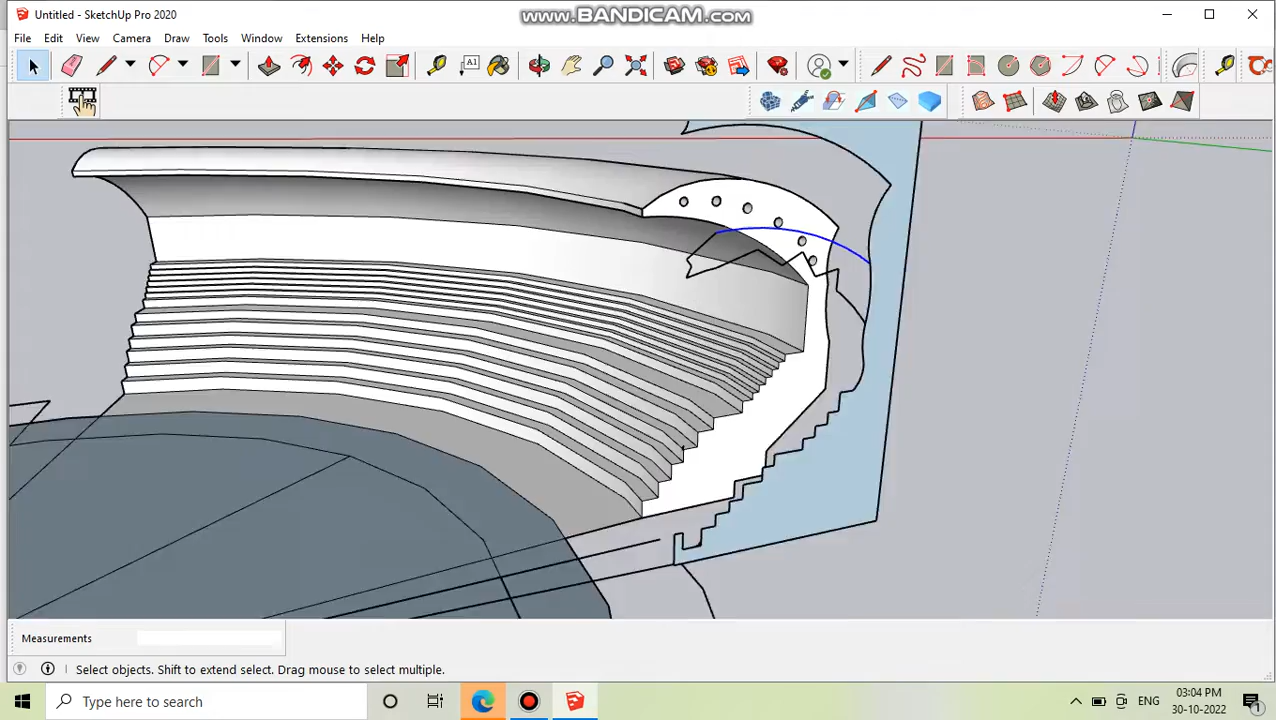 Untitled - SketchUp Pro 2020
www.BANDICAM.com
File Edit View Camera Draw Tools Window Extensions Help
A1
Measurements
Select objects. Shift to extend select. Drag mouse to select multiple.
Type here to search
ENG
03:04 PM
30-10-2022
1